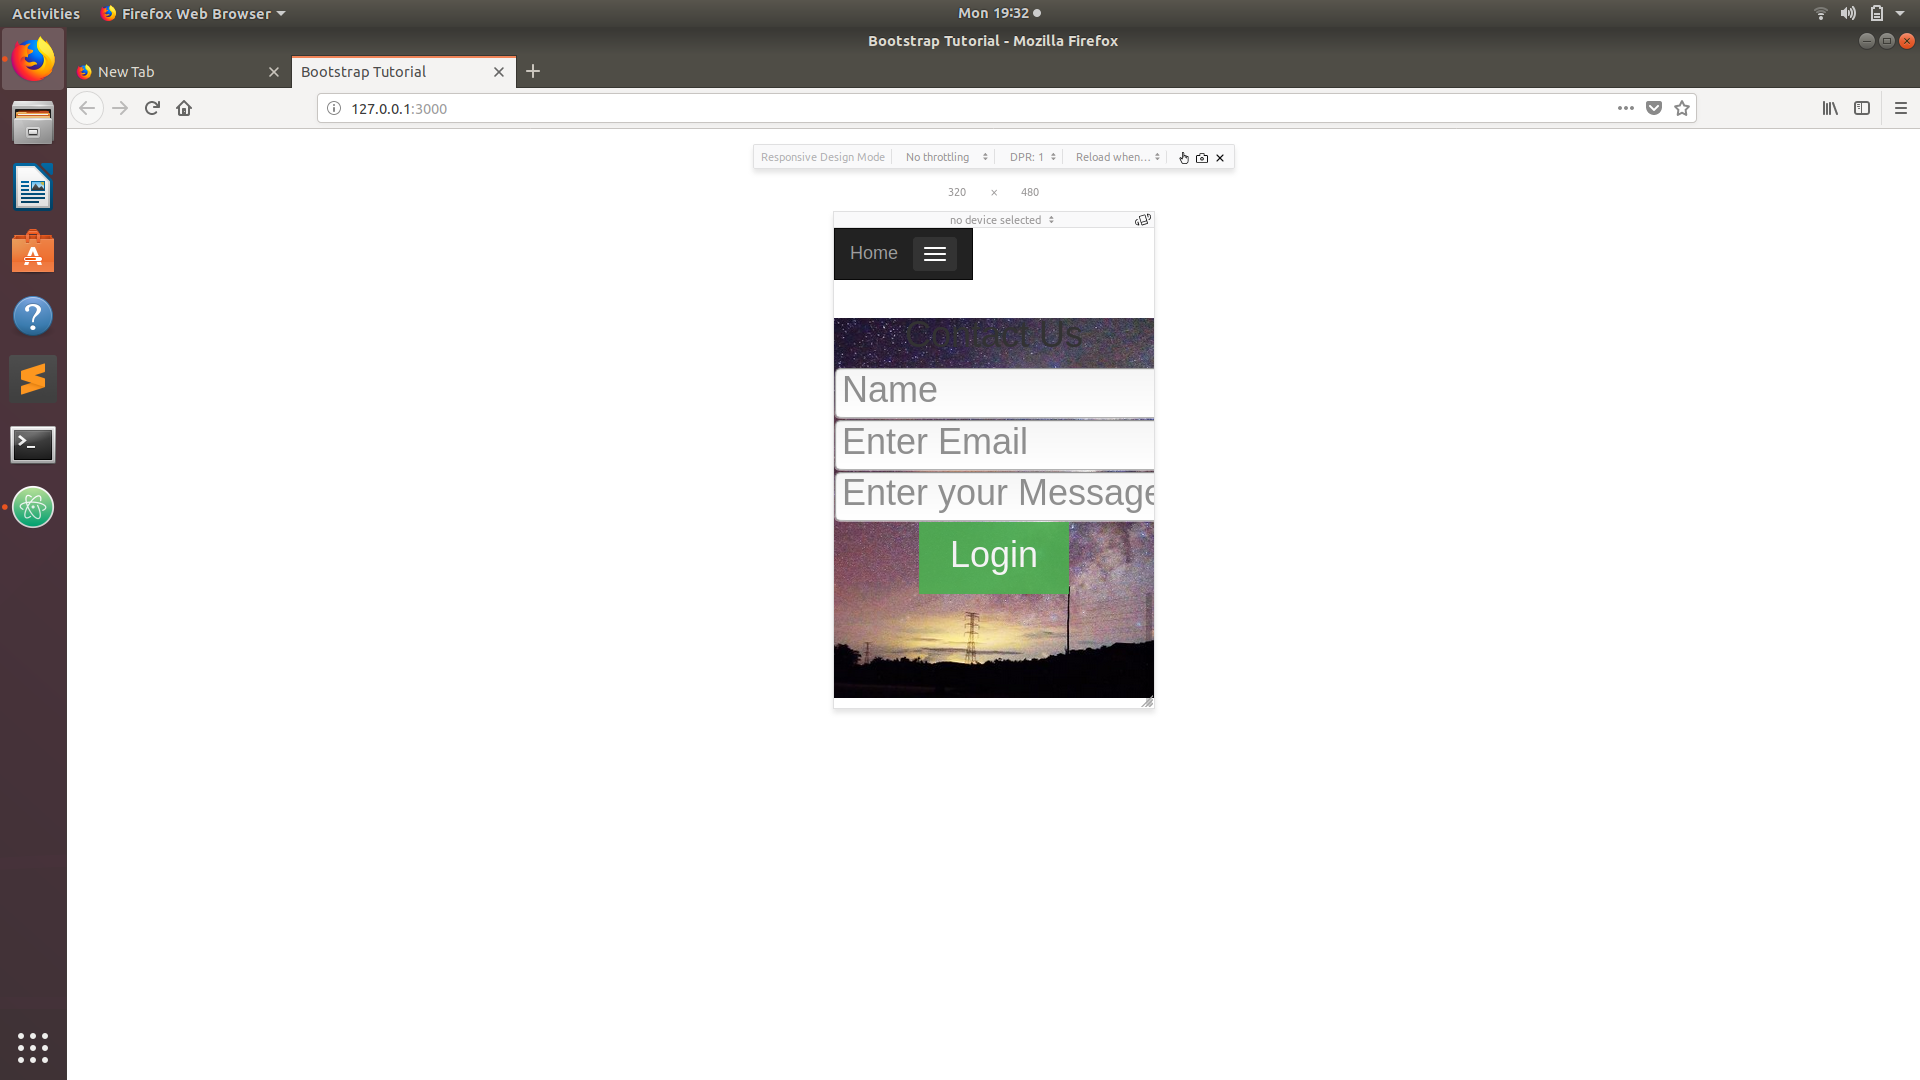 Activities
Firefox Web Browser
Mon 19:32
Bootstrap Tutorial - Mozilla Firefox
New Tab
Bootstrap Tutorial
127.0.0.1:3000
Responsive Design Mode
No throttling
DPR: 1
Reload when...
320 × 480
no device selected
Home
Contact Us
Name
Enter Email
Enter your Message
Login